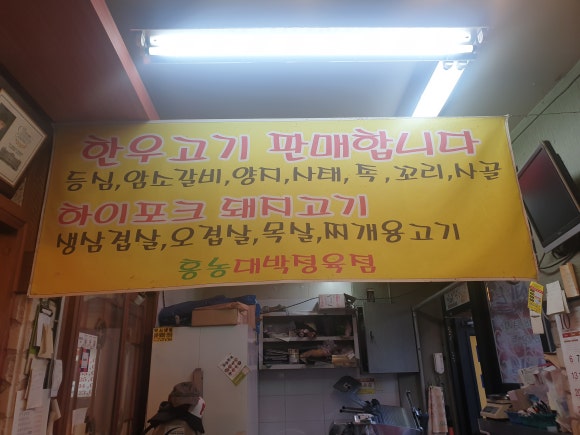 한우고기 판매합니다
등심,암소갈비,양지,사태,족,꼬리,사골
하이포크 돼지고기
생삼겹살,오겹살,목살,찌개용고기
홍농대박정육점